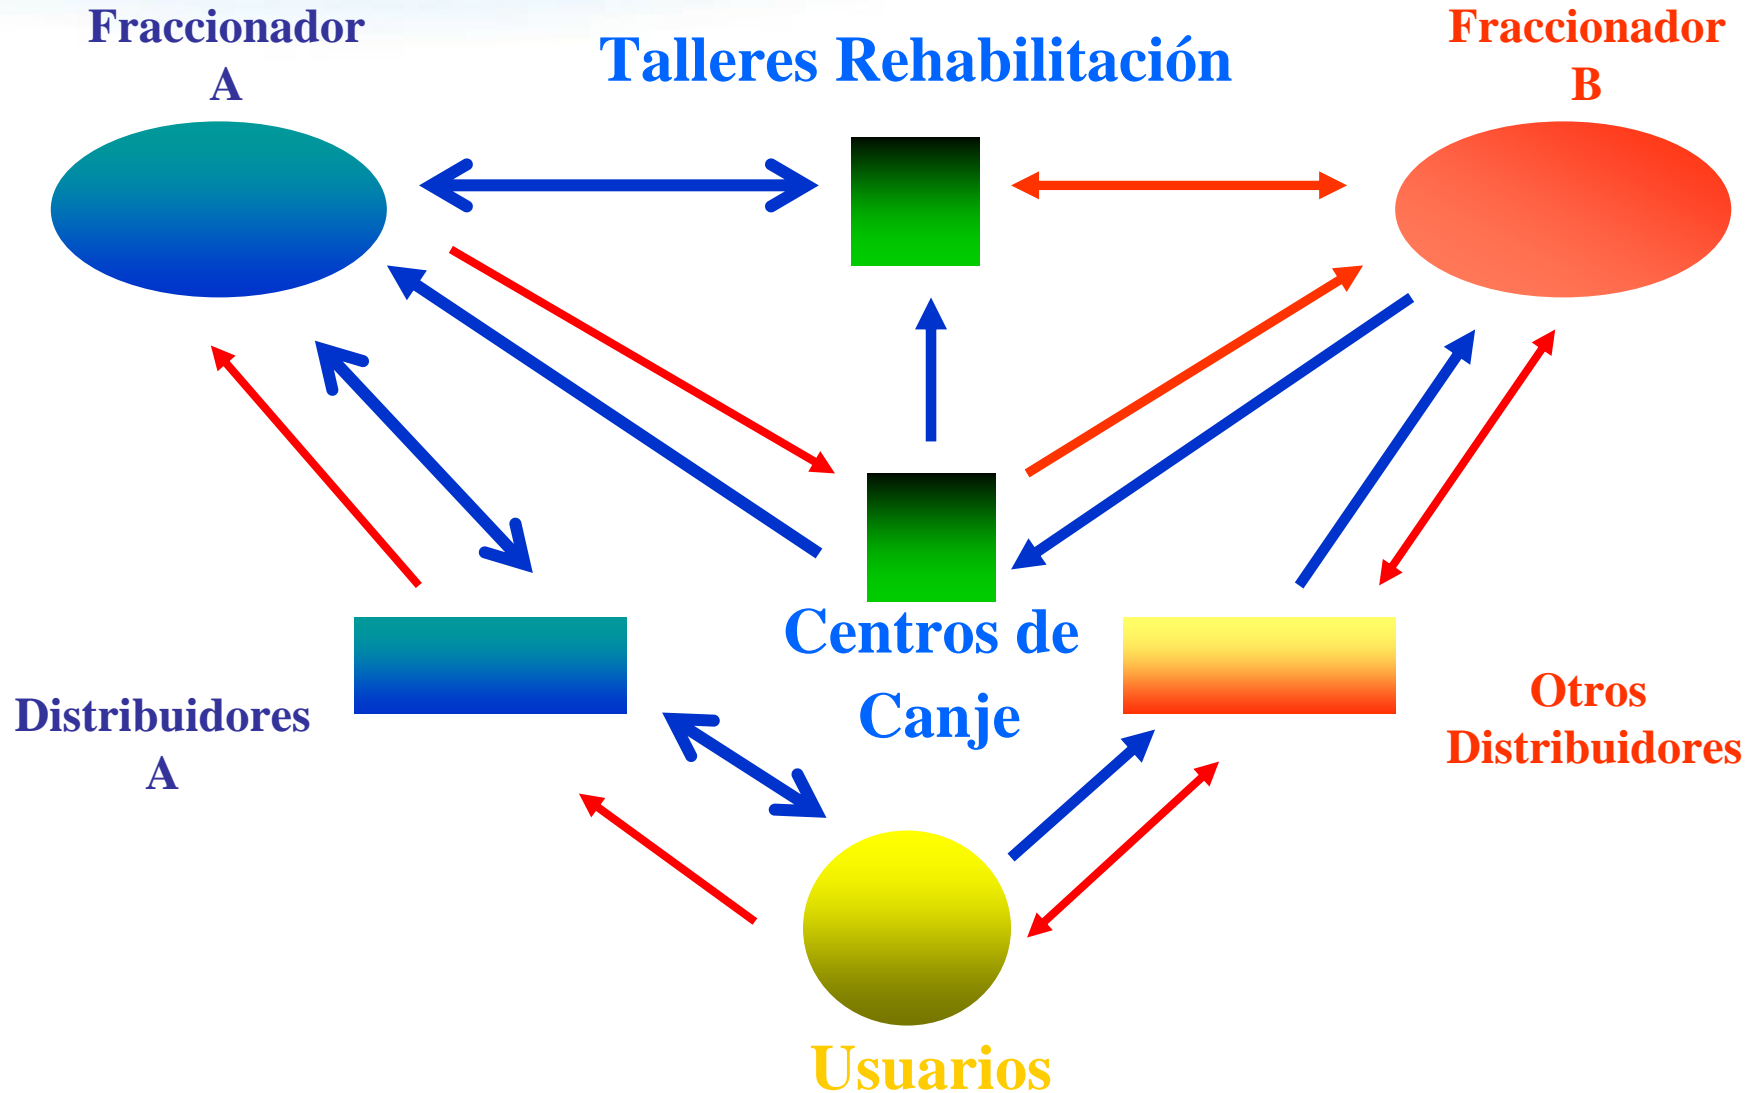 Fraccionador
A
Talleres Rehabilitación
Fraccionador
B
Centros de
Canje
Distribuidores
A
Otros
Distribuidores
Usuarios